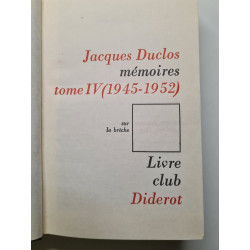 Jacques Duclos
mémoires
tome IV (1945-1952)
sur
la brèche
Livre
club
Diderot